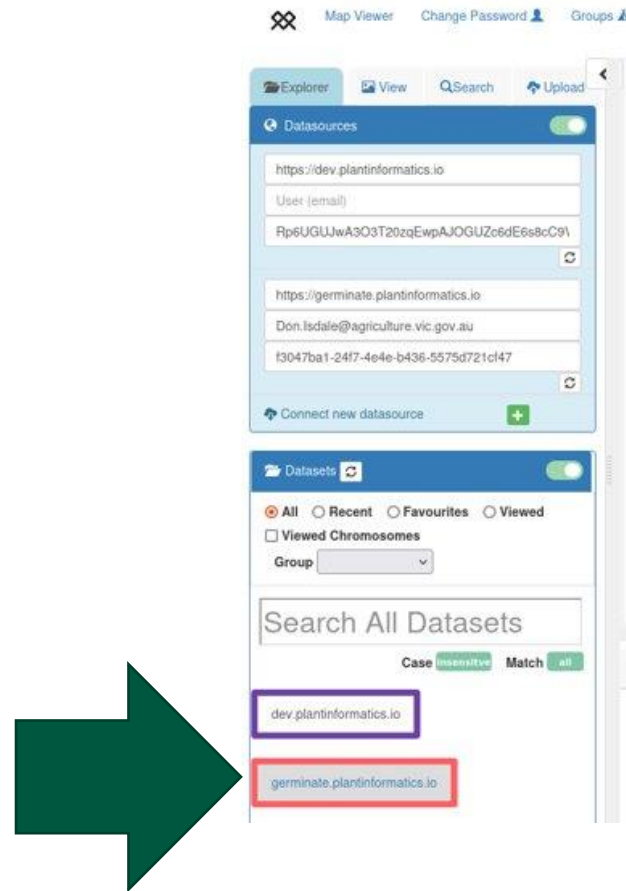 Map Viewer Change Password Groups
Explorer View Search Upload
Datasources
https://dev.plantinformatics.io
User (email)
Rp6UGUJwA3O3T20zqEwpAJOGUZc6dE6s8cC9\
https://germinate.plantinformatics.io
Don.Isdale@agriculture.vic.gov.au
f3047ba1-24f7-4e4e-b436-5575d721cf47
Connect new datasource
Datasets
All Recent Favourites Viewed
Viewed Chromosomes
Group
Search All Datasets
Case insensitve Match all
dev.plantinformatics.io
germinate.plantinformatics.io